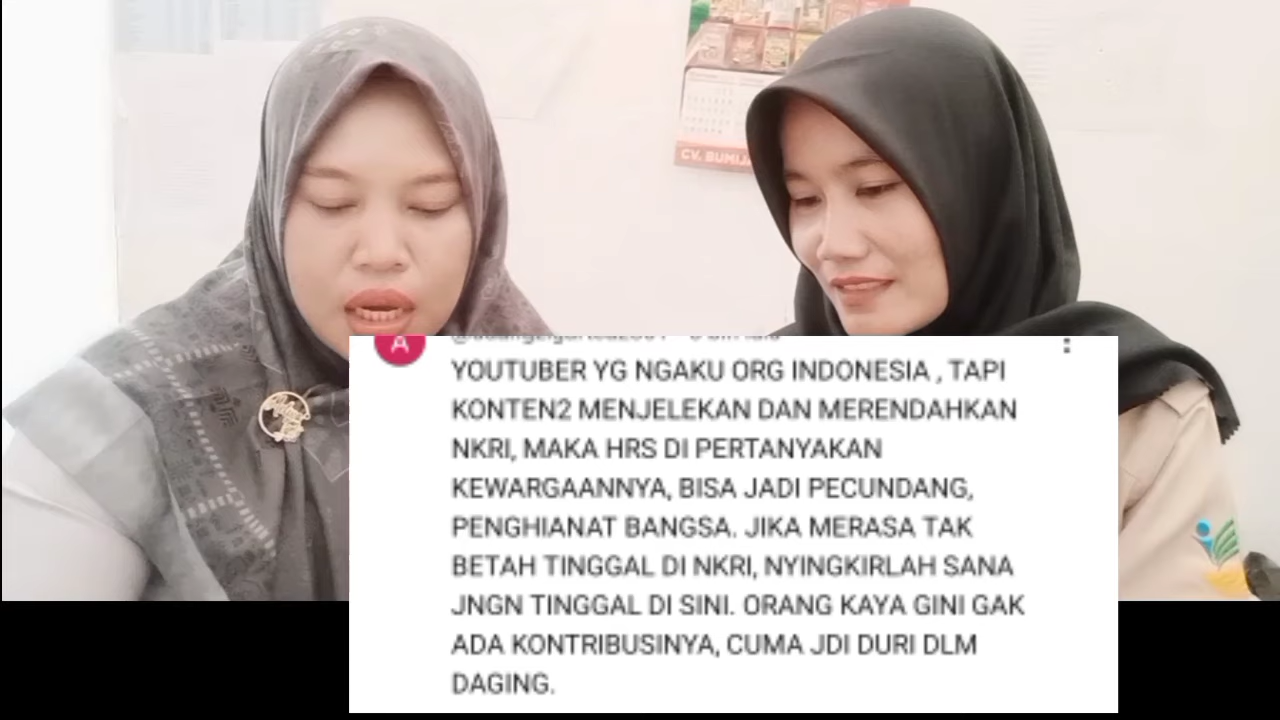 CV. BUMIJA
A
YOUTUBER YG NGAKU ORG INDONESIA , TAPI
KONTEN2 MENJELEKAN DAN MERENDAHKAN
NKRI, MAKA HRS DI PERTANYAKAN
KEWARGAANNYA, BISA JADI PECUNDANG,
PENGHIANAT BANGSA. JIKA MERASA TAK
BETAH TINGGAL DI NKRI, NYINGKIRLAH SANA
JNGN TINGGAL DI SINI. ORANG KAYA GINI GAK
ADA KONTRIBUSINYA, CUMA JDI DURI DLM
DAGING.